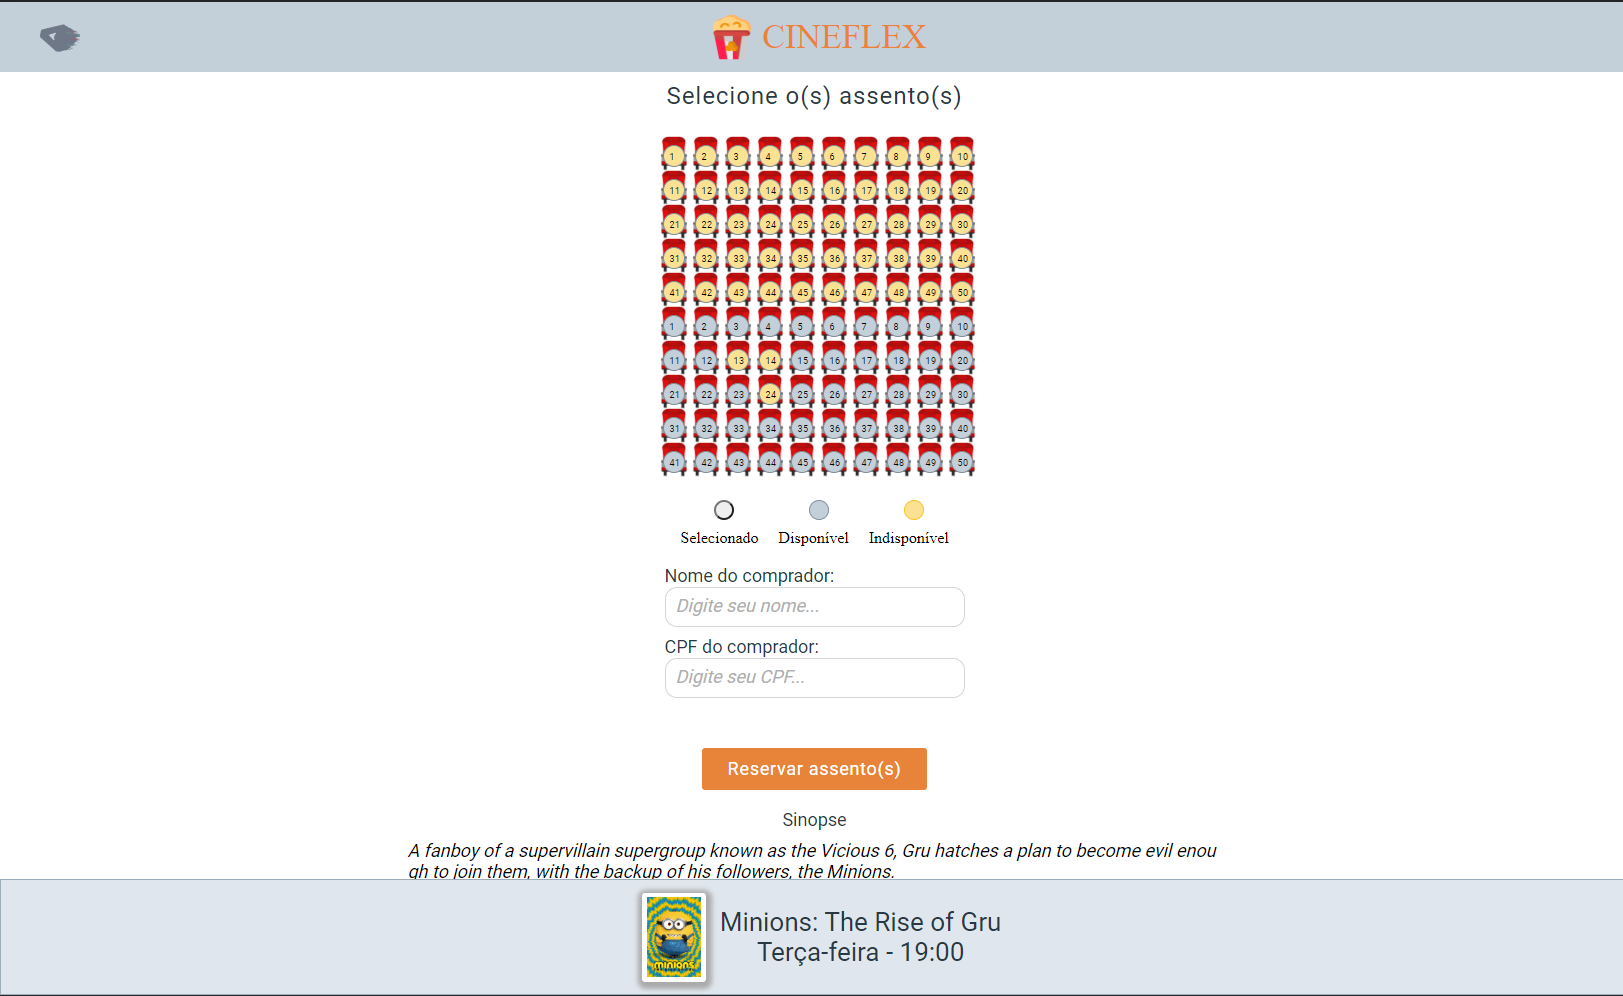 CINEFLEX
Selecione o(s) assento(s)
1 2 3 4 5 6 7 8 9 10
11 12 13 14 15 16 17 18 19 20
21 22 23 24 25 26 27 28 29 30
31 32 33 34 35 36 37 38 39 40
41 42 43 44 45 46 47 48 49 50
1 2 3 4 5 6 7 8 9 10
11 12 13 14 15 16 17 18 19 20
21 22 23 24 25 26 27 28 29 30
31 32 33 34 35 36 37 38 39 40
41 42 43 44 45 46 47 48 49 50
Selecionado Disponível Indisponível
Nome do comprador:
Digite seu nome...
CPF do comprador:
Digite seu CPF...
Reservar assento(s)
Sinopse
A fanboy of a supervillain supergroup known as the Vicious 6, Gru hatches a plan to become evil enou
gh to join them, with the backup of his followers, the Minions.
minions
Minions: The Rise of Gru
Terça-feira - 19:00